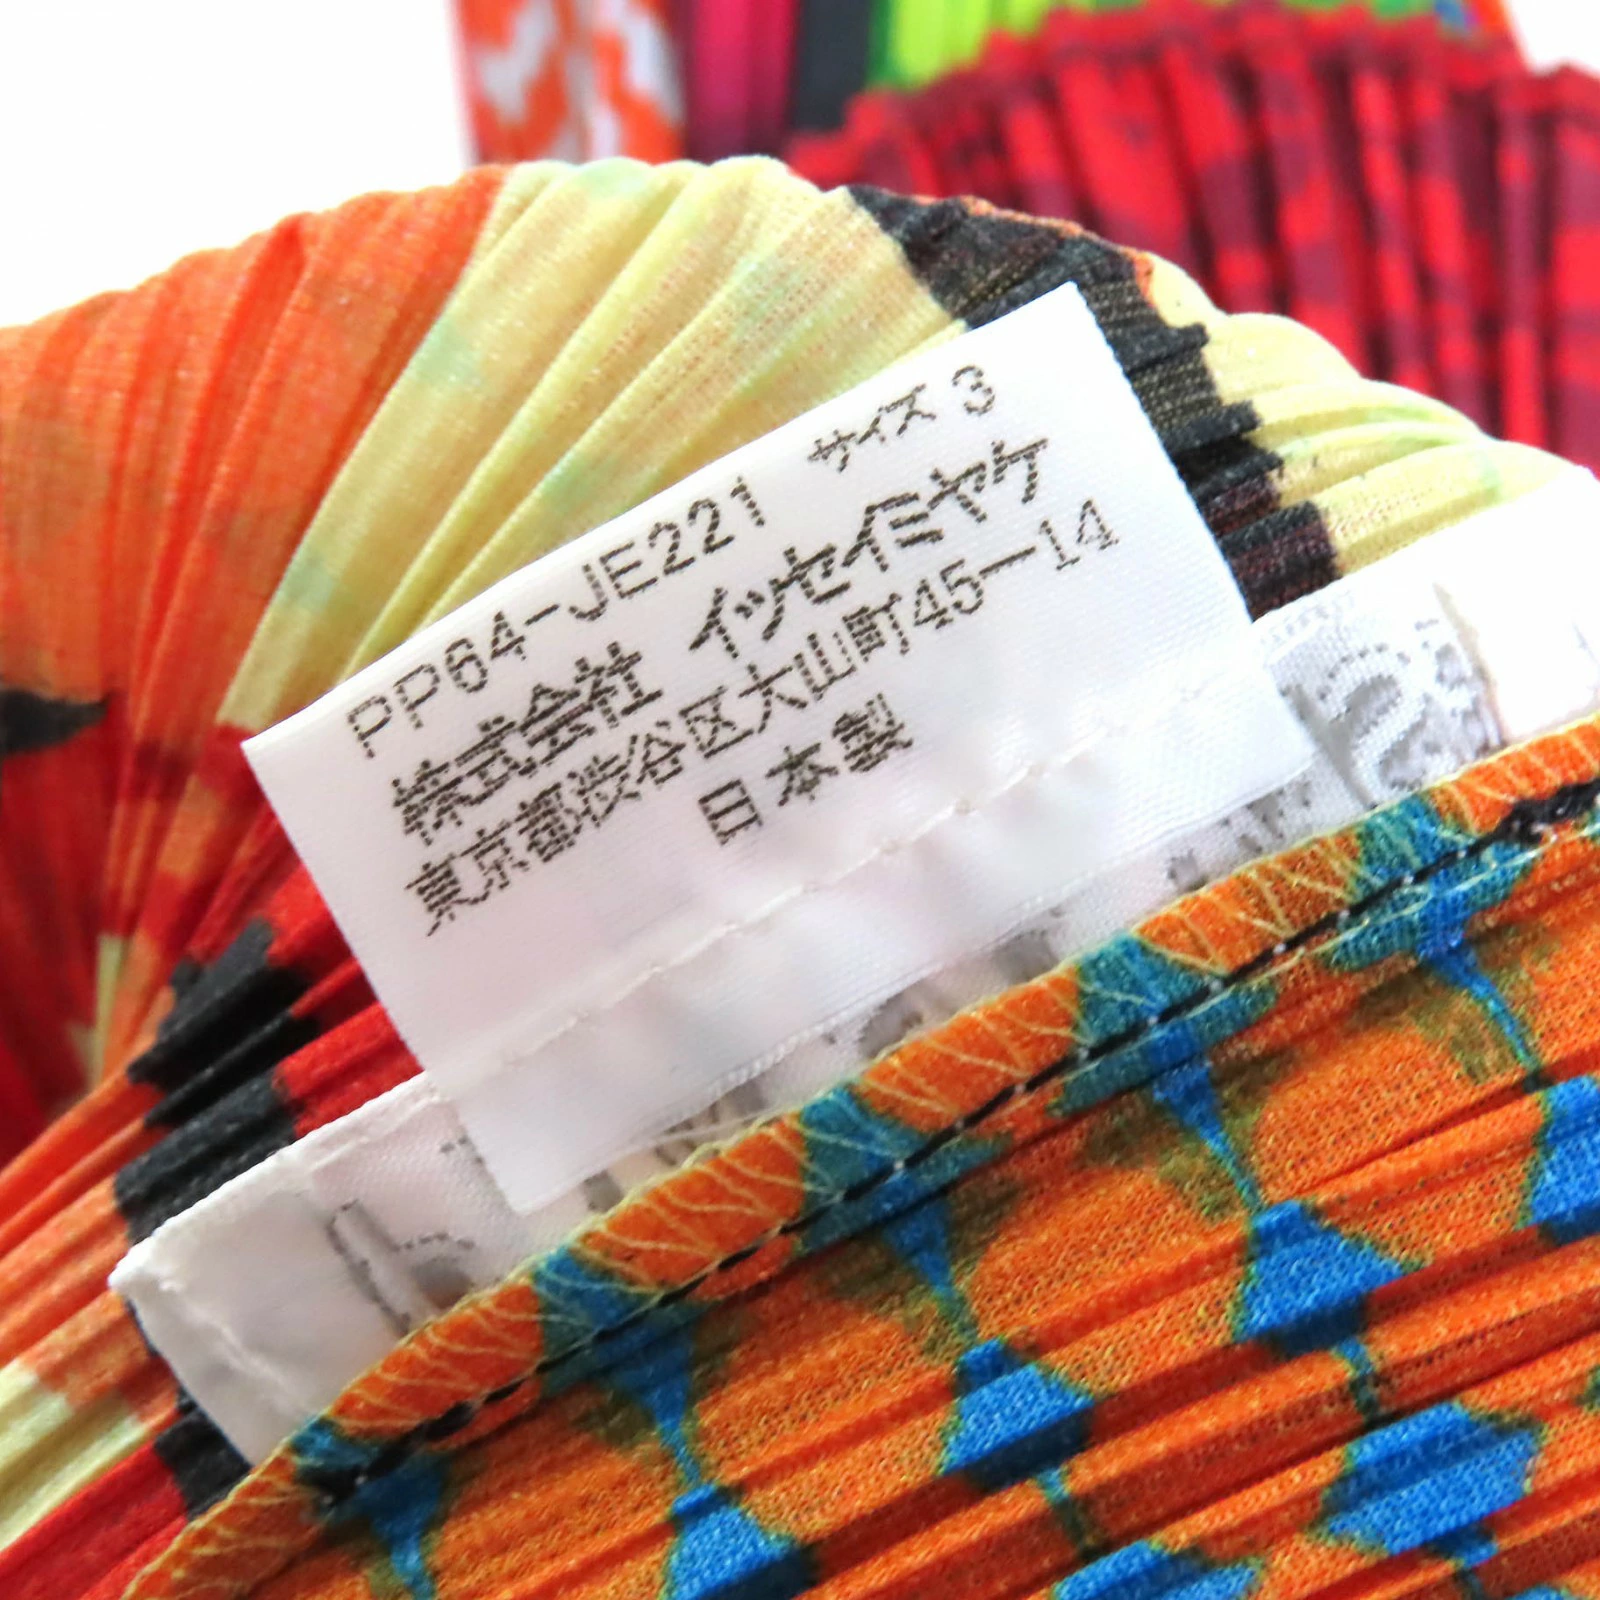 PP64-JE221 サイズ 3
株式会社 イッセイミヤケ
東京都渋谷区大山町45-14
日本製